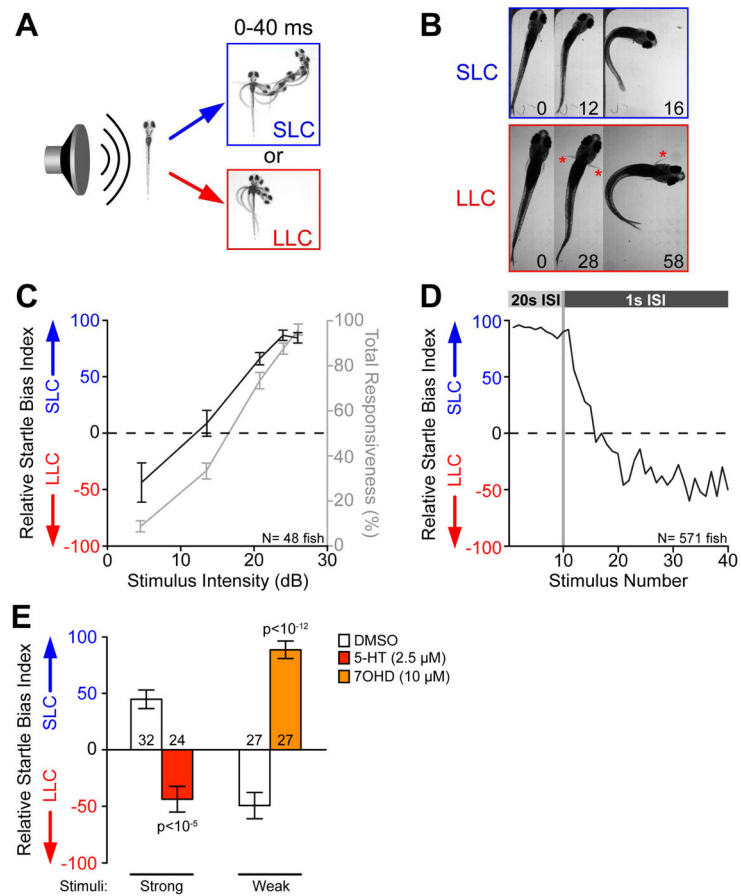 A
0-40 ms
SLC
or
LLC
B
SLC
0
12
16
LLC
*
*
*
0
28
58
C
Relative Startle Bias Index
SLC
LLC
100
50
0
-50
-100
100
80
60
40
20
0
Total Responsiveness (%)
N= 48 fish
0
10
20
30
Stimulus Intensity (dB)
D
20s ISI
1s ISI
Relative Startle Bias Index
SLC
LLC
100
50
0
-50
-100
N= 571 fish
0
10
20
30
40
Stimulus Number
E
Relative Startle Bias Index
SLC
LLC
100
50
0
-50
-100
p<10-12
DMSO
5-HT (2.5 µM)
7OHD (10 µM)
32
24
27
27
p<10-5
Stimuli:
Strong
Weak